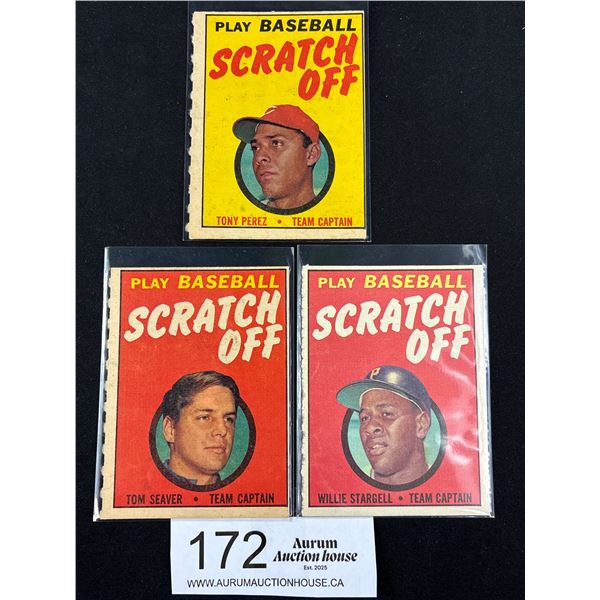 PLAY BASEBALL
SCRATCH
OFF
TONY PEREZ • TEAM CAPTAIN
PLAY BASEBALL
SCRATCH
OFF
TOM SEAVER • TEAM CAPTAIN
PLAY BASEBALL
SCRATCH
OFF
P
WILLIE STARGELL • TEAM CAPTAIN
172
Aurum
Auction house
Est. 2025
WWW.AURUMAUCTIONHOUSE.CA